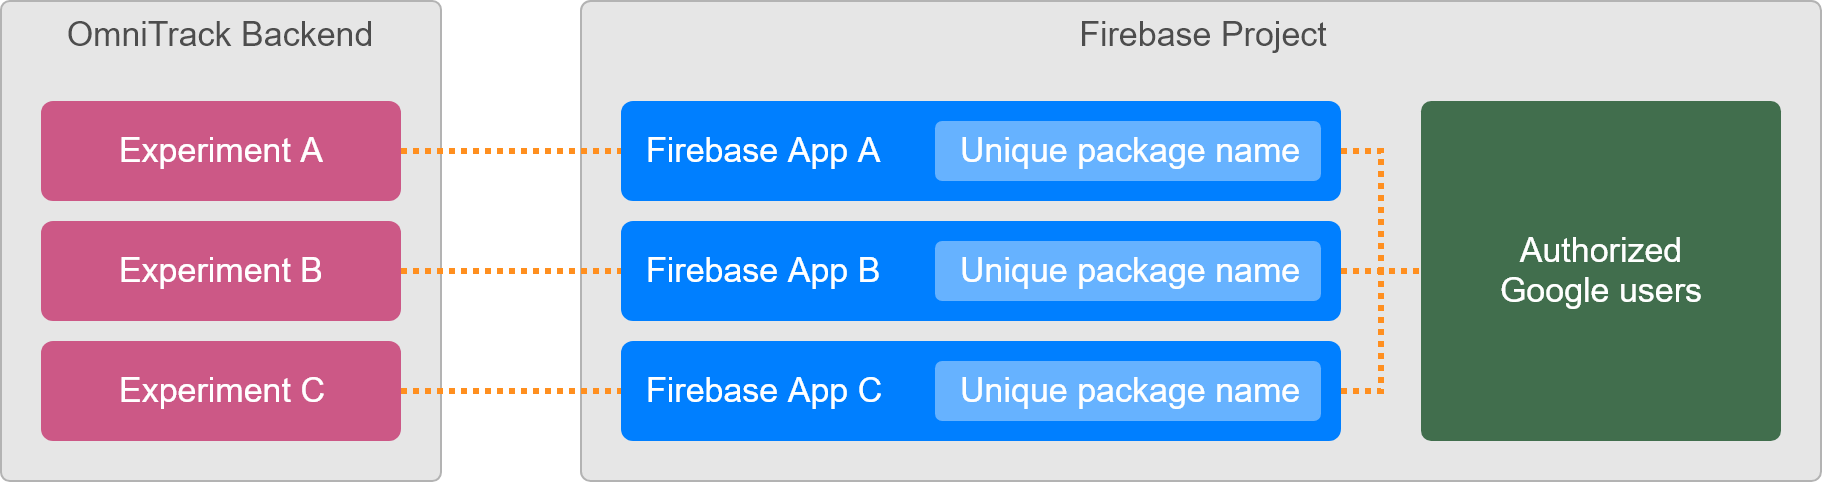 OmniTrack Backend
Firebase Project
Experiment A
Firebase App A
Unique package name
Experiment B
Firebase App B
Unique package name
Experiment C
Firebase App C
Unique package name
Authorized
Google users